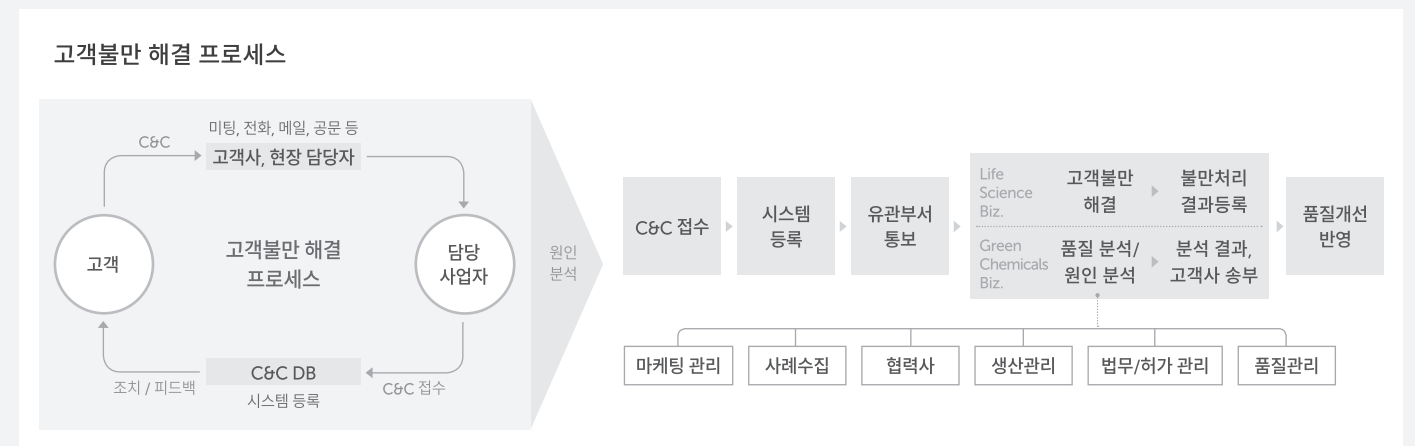 고객불만 해결 프로세스
C&C
미팅, 전화, 메일, 공문 등
고객사, 현장 담당자
고객
고객불만 해결
프로세스
담당
사업자
조치 / 피드백
C&C DB
시스템 등록
C&C 접수
원인
분석
C&C 접수
시스템
등록
유관부서
통보
Life
Science
Biz.
고객불만
해결
불만처리
결과등록
Green
Chemicals
Biz.
품질 분석/
원인 분석
분석 결과,
고객사 송부
품질개선
반영
마케팅 관리
사례수집
협력사
생산관리
법무/허가 관리
품질관리